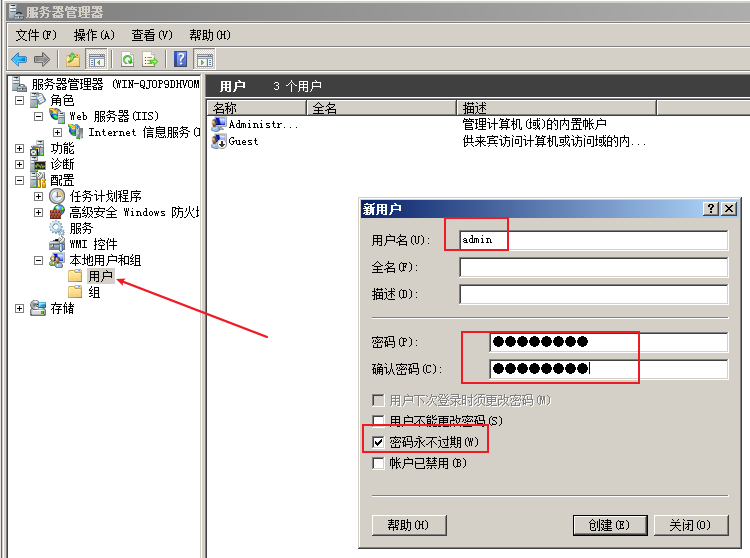 服务器管理器
文件(F) 操作(A) 查看(V) 帮助(H)
服务器管理器 (WIN-QJOP9DHVOM
角色
Web 服务器(IIS)
Internet 信息服务(I
功能
诊断
配置
任务计划程序
高级安全 Windows 防火墙
服务
WMI 控件
本地用户和组
用户
组
存储
用户 3 个用户
名称 全名 描述
Administr... 管理计算机(域)的内置帐户
Guest 供来宾访问计算机或访问域的内...
新用户
用户名(U): admin
全名(F):
描述(D):
密码(P): ●●●●●●●●
确认密码(C): ●●●●●●●●
用户下次登录时须更改密码(M)
用户不能更改密码(S)
密码永不过期(W)
帐户已禁用(B)
帮助(H) 创建(E) 关闭(O)